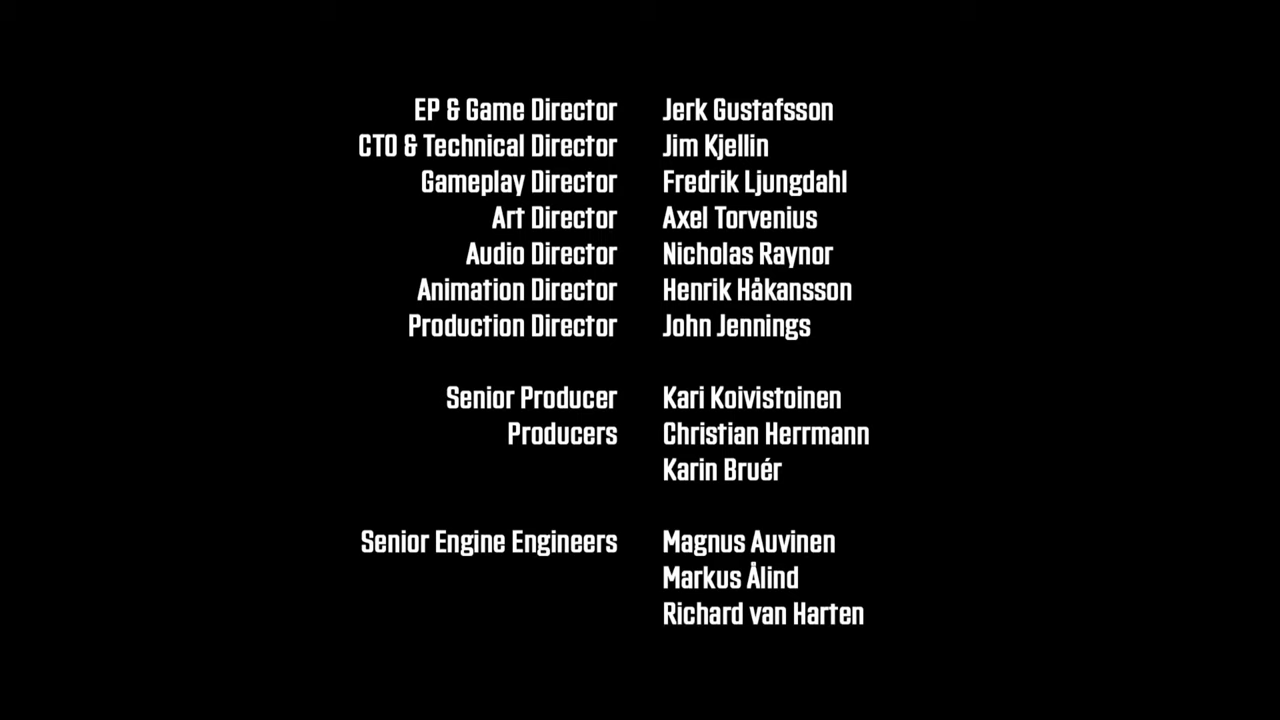 EP & Game Director Jerk Gustafsson
CTO & Technical Director Jim Kjellin
Gameplay Director Fredrik Ljungdahl
Art Director Axel Torvenius
Audio Director Nicholas Raynor
Animation Director Henrik Håkansson
Production Director John Jennings
Senior Producer Kari Koivistoinen
Producers Christian Herrmann
Karin Bruér
Senior Engine Engineers Magnus Auvinen
Markus Ålind
Richard van Harten